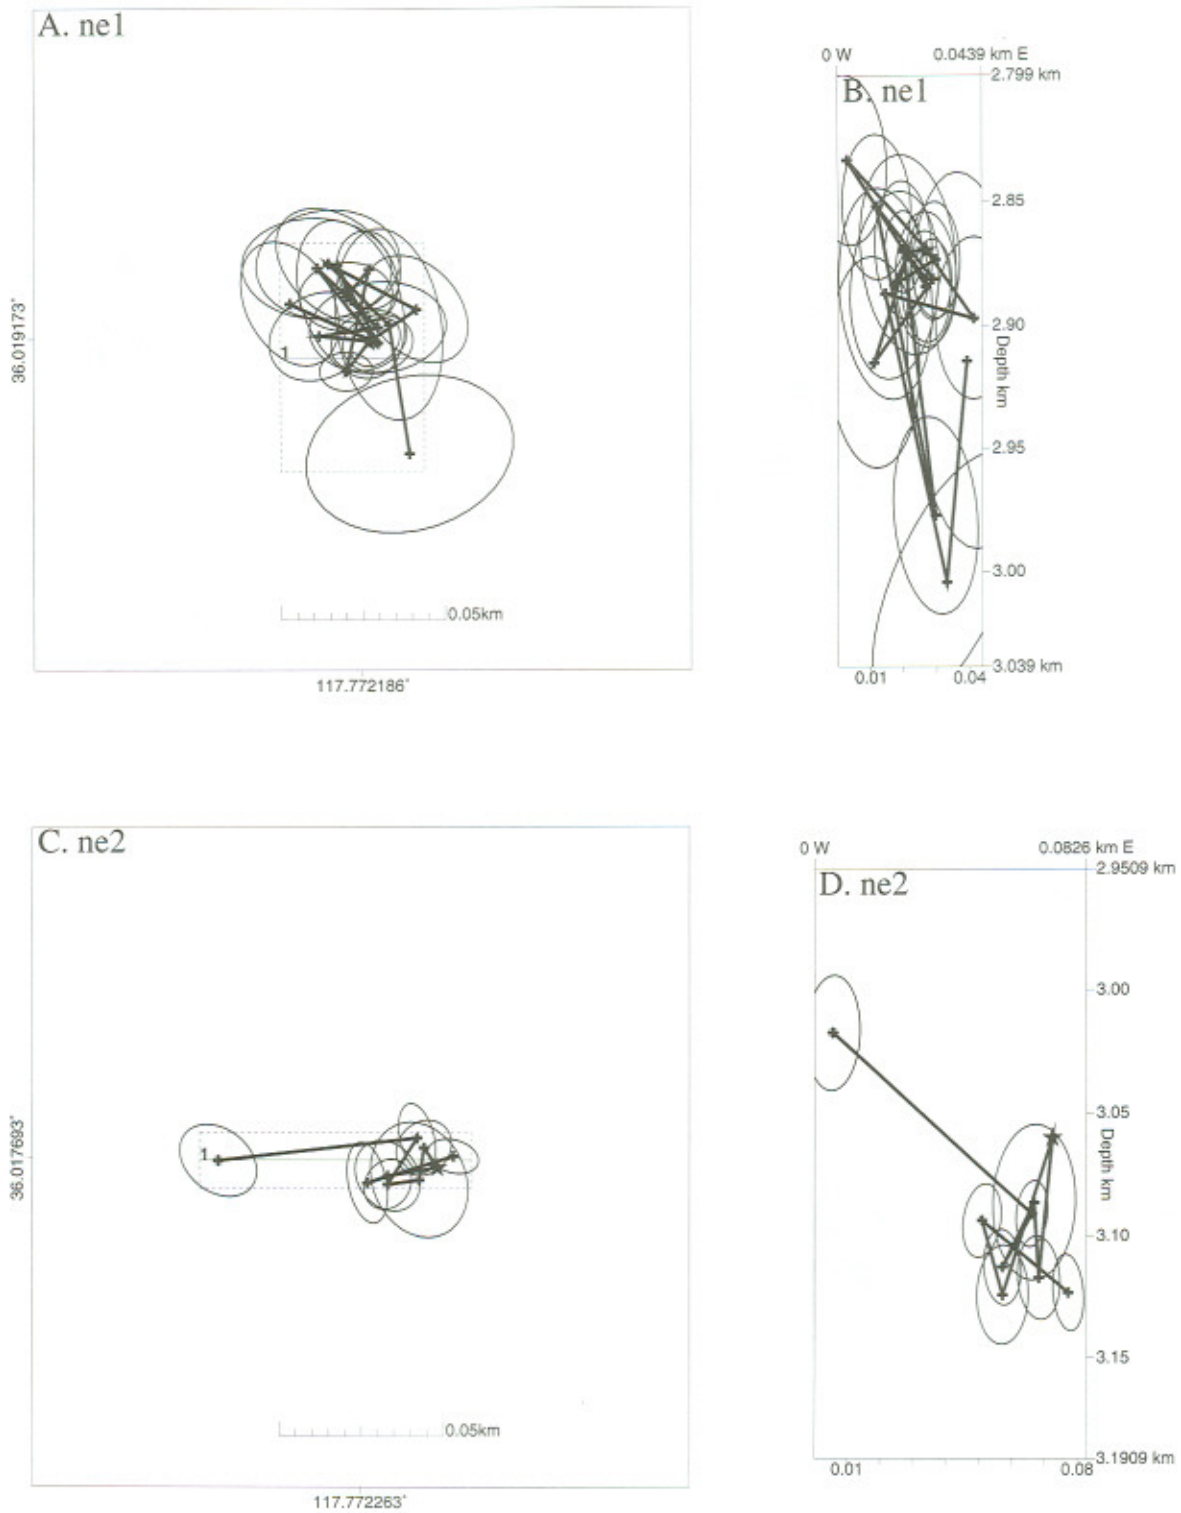 A. ne1
36.019173°
1
0.05km
117.772186°
0 W 0.0439 km E
2.799 km
B. ne1
2.85
2.90
Depth km
2.95
3.00
3.039 km
0.01 0.04
C. ne2
36.017693°
1
0.05km
117.772263°
0 W 0.0826 km E
2.9509 km
D. ne2
3.00
3.05
Depth km
3.10
3.15
3.1909 km
0.01 0.08